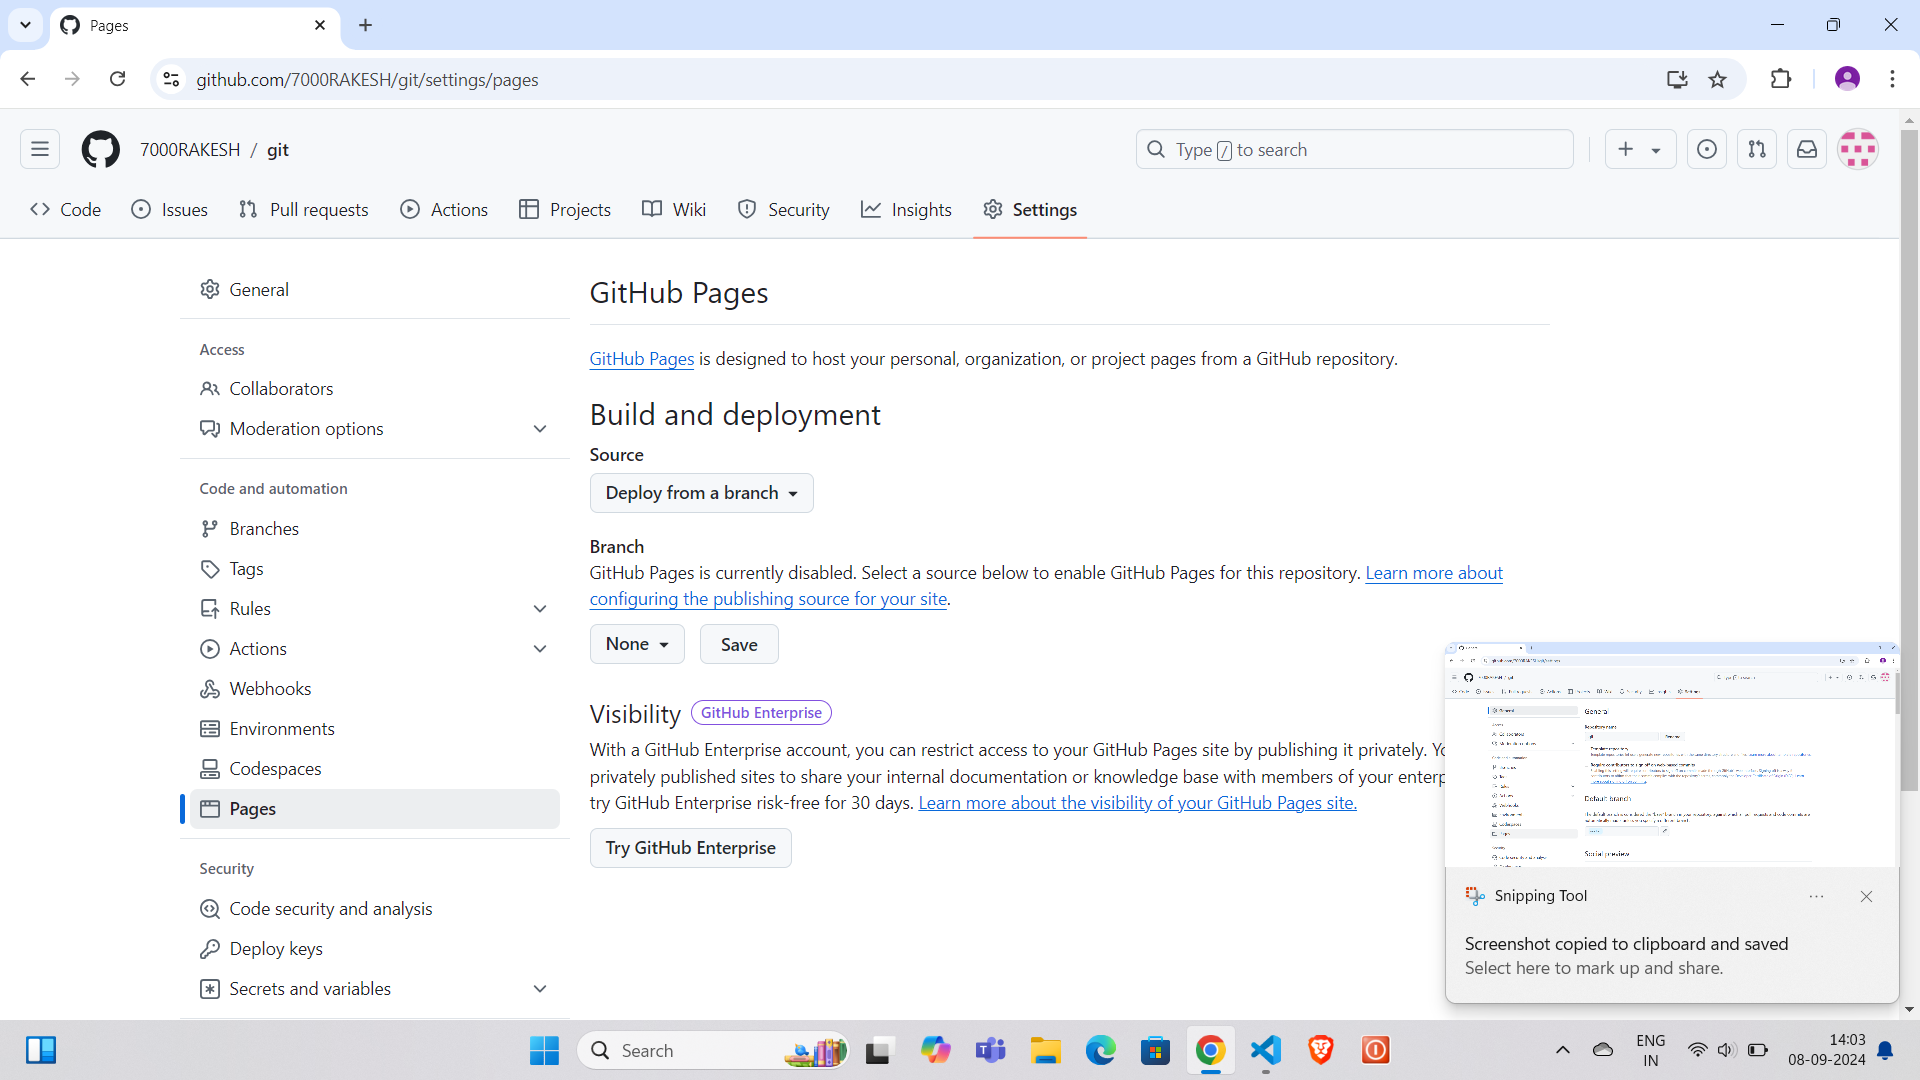 Pages
github.com/7000RAKESH/git/settings/pages
7000RAKESH / git
Type / to search
Code
Issues
Pull requests
Actions
Projects
Wiki
Security
Insights
Settings
General
Access
Collaborators
Moderation options
Code and automation
Branches
Tags
Rules
Actions
Webhooks
Environments
Codespaces
Pages
Security
Code security and analysis
Deploy keys
Secrets and variables
GitHub Pages
GitHub Pages is designed to host your personal, organization, or project pages from a GitHub repository.
Build and deployment
Source
Deploy from a branch
Branch
GitHub Pages is currently disabled. Select a source below to enable GitHub Pages for this repository. Learn more about
configuring the publishing source for your site.
None
Save
Visibility GitHub Enterprise
With a GitHub Enterprise account, you can restrict access to your GitHub Pages site by publishing it privately.
privately published sites to share your internal documentation or knowledge base with members of your
try GitHub Enterprise risk-free for 30 days. Learn more about the visibility of your GitHub Pages site.
Try GitHub Enterprise
General
Repository name
Default branch
Social preview
Snipping Tool
Screenshot copied to clipboard and saved
Select here to mark up and share.
Search
ENG
IN
14:03
08-09-2024